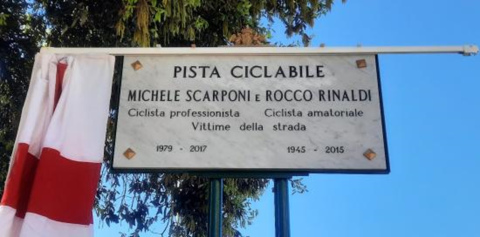 PISTA CICLABILE
MICHELE SCARPONI E ROCCO RINALDI
Ciclista professionista Ciclista amatoriale
Vittime della strada
1979 - 2017 1945 - 2015